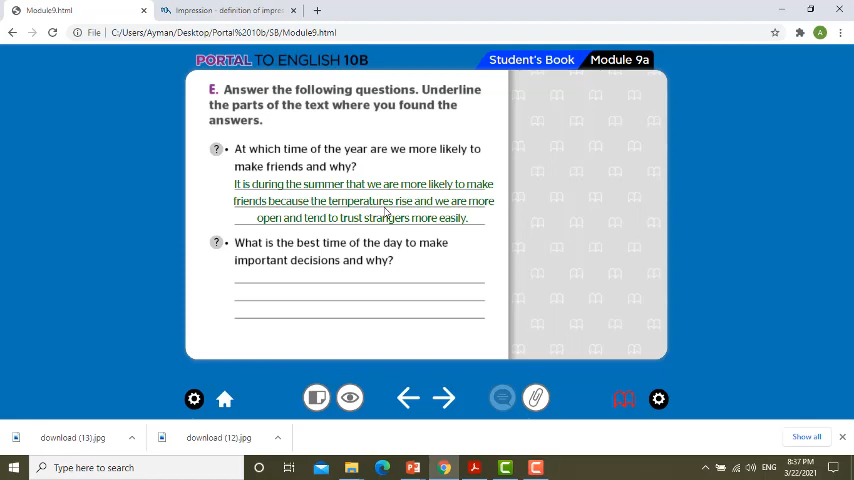 Module9.html
Impression - definition of impres
File
C:/Users/Ayman/Desktop/Portal%2010b/SB/Module9.html
A
PORTAL TO ENGLISH 10B
Student's Book
Module 9a
E. Answer the following questions. Underline
the parts of the text where you found the
answers.
? • At which time of the year are we more likely to
make friends and why?
It is during the summer that we are more likely to make
friends because the temperatures rise and we are more
open and tend to trust strangers more easily.
? • What is the best time of the day to make
important decisions and why?
download (13).jpg
download (12).jpg
Show all
Type here to search
ENG
8:37 PM
3/22/2021